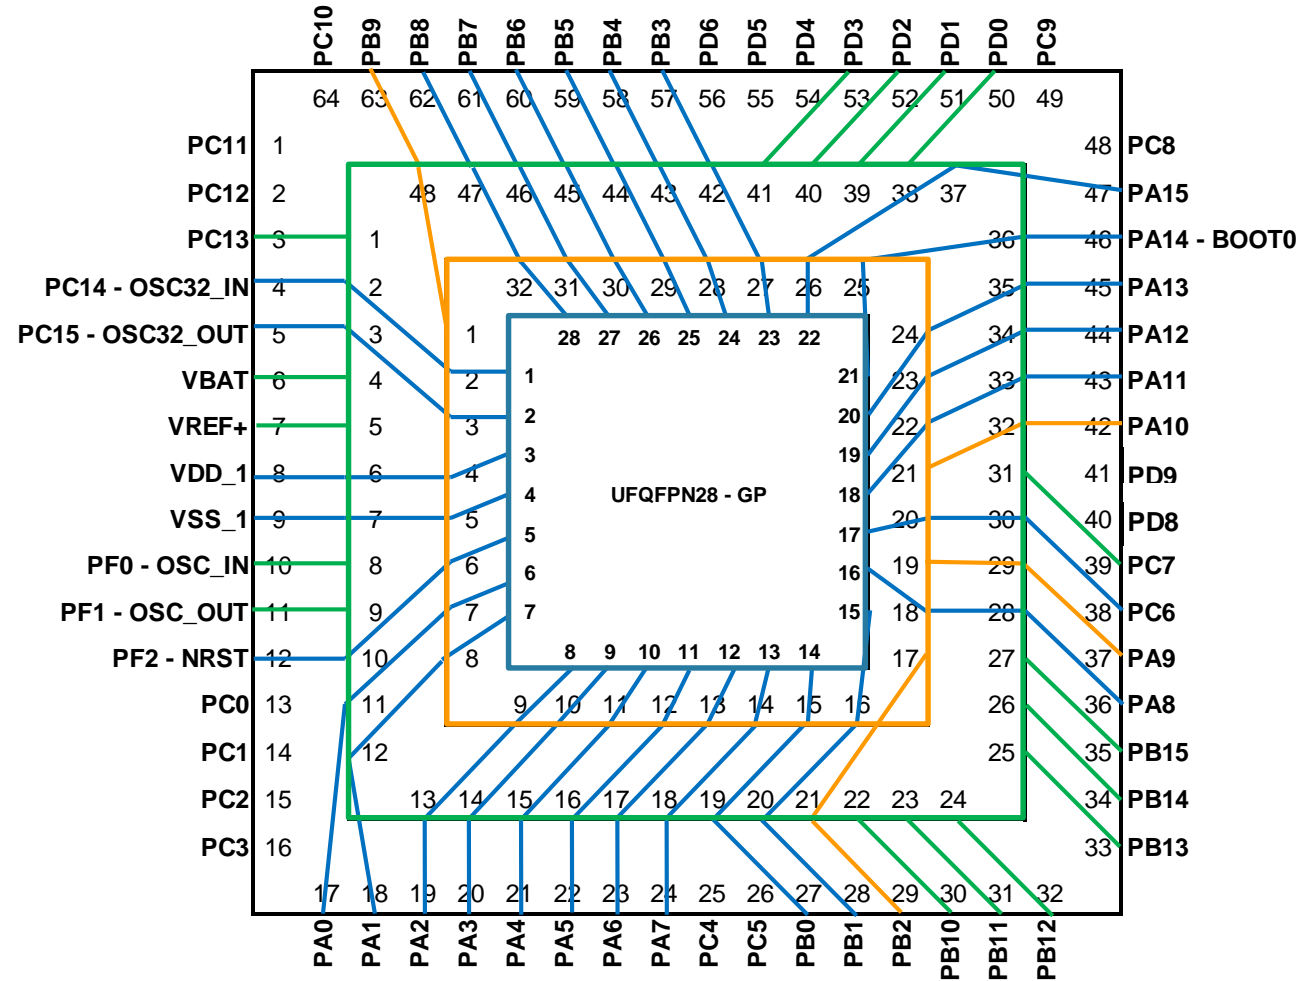 PC10 PB9 PB8 PB7 PB6 PB5 PB4 PB3 PD6 PD5 PD4 PD3 PD2 PD1 PD0 PC9
64 63 62 61 60 59 58 57 56 55 54 53 52 51 50 49
PC11 1 48 PC8
PC12 2 48 47 46 45 44 43 42 41 40 39 38 37 47 PA15
PC13 3 1 36 46 PA14 - BOOT0
PC14 - OSC32_IN 4 2 32 31 30 29 28 27 26 25 35 45 PA13
PC15 - OSC32_OUT 5 3 1 28 27 26 25 24 23 22 24 34 44 PA12
VBAT 6 4 2 1 21 23 33 43 PA11
VREF+ 7 5 3 2 20 22 32 42 PA10
VDD_1 8 6 4 3 19 21 31 41 PD9
VSS_1 9 7 5 4 UFQFPN28 - GP 18 20 30 40 PD8
PF0 - OSC_IN 10 8 6 5 17 19 29 39 PC7
PF1 - OSC_OUT 11 9 7 6 16 18 28 38 PC6
PF2 - NRST 12 10 8 7 15 17 27 37 PA9
8 9 10 11 12 13 14
PC0 13 11 9 10 11 12 13 14 15 16 26 36 PA8
PC1 14 12 25 35 PB15
PC2 15 13 14 15 16 17 18 19 20 21 22 23 24 34 PB14
PC3 16 33 PB13
17 18 19 20 21 22 23 24 25 26 27 28 29 30 31 32
PA0 PA1 PA2 PA3 PA4 PA5 PA6 PA7 PC4 PC5 PB0 PB1 PB2 PB10 PB11 PB12